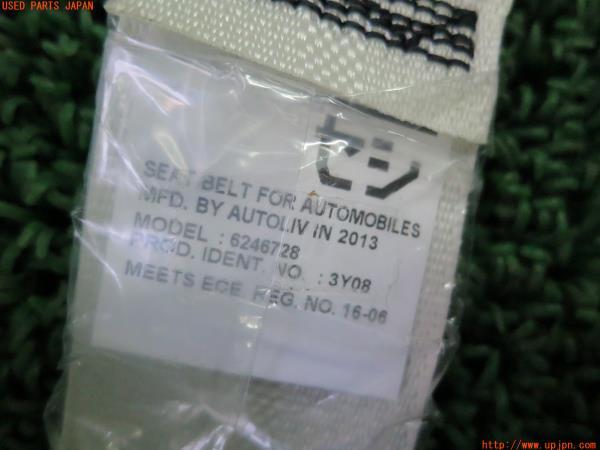 USED PARTS JAPAN
SEAT BELT FOR AUTOMOBILES
MFD. BY AUTOLIV IN 2013
MODEL : 6246728
PROD. IDENT. NO. : 3Y08
MEETS ECE. REG. NO. 16-06
http://www.upjpn.com/